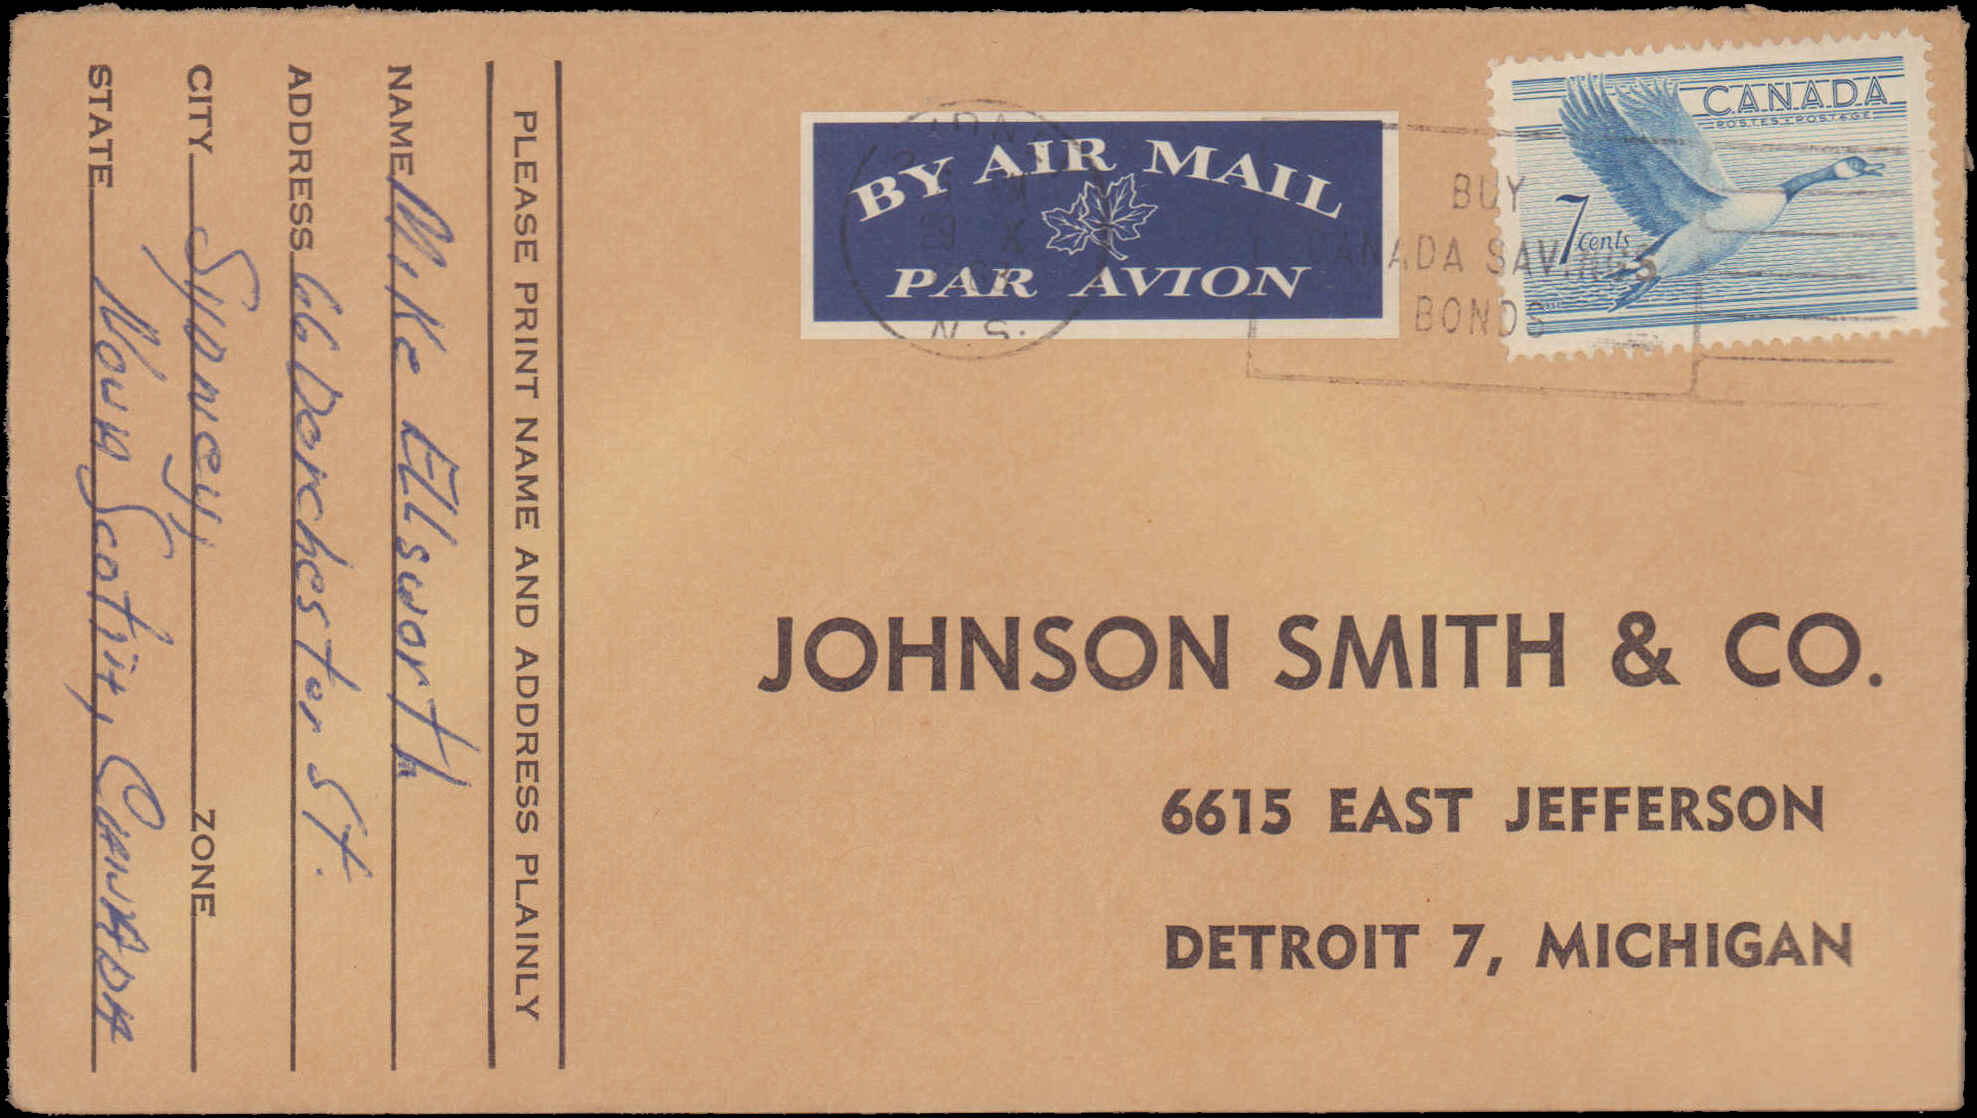 PLEASE PRINT NAME AND ADDRESS PLAINLY
NAME Mike Ellsworth
ADDRESS 66 Dorchester St.
CITY Sydney, ZONE
STATE Nova Scotia, Canada
BY AIR MAIL
PAR AVION
N.S.
BUY
CANADA SAVINGS
BONDS
CANADA
POSTES POSTAGE
7 Cents
JOHNSON SMITH & CO.
6615 EAST JEFFERSON
DETROIT 7, MICHIGAN